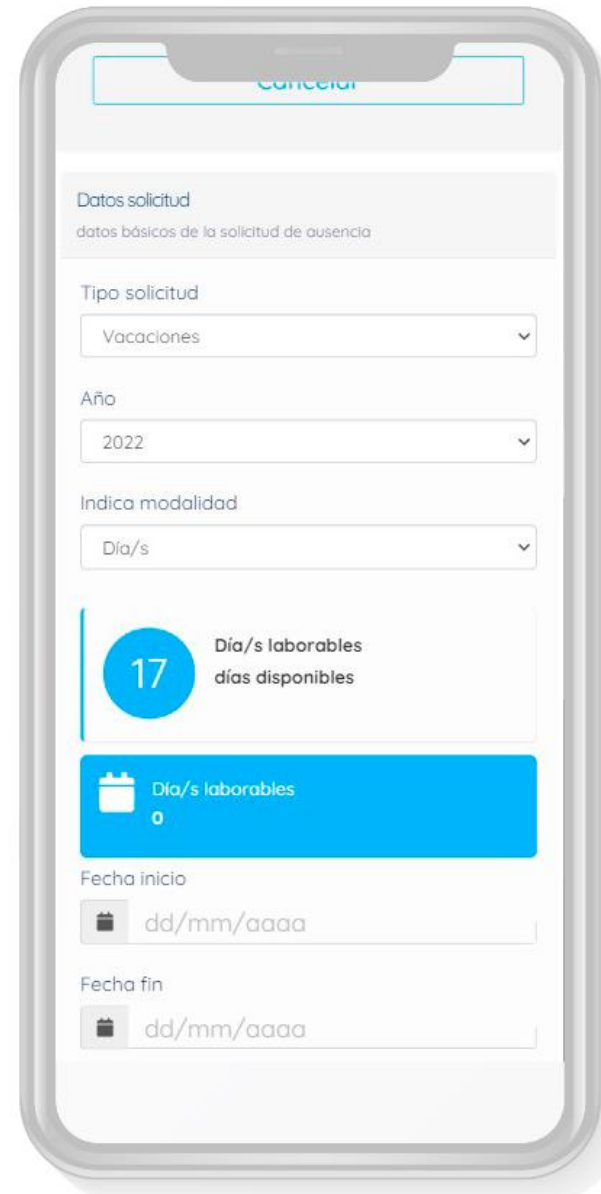 Cancelar
Datos solicitud
datos básicos de la solicitud de ausencia
Tipo solicitud
Vacaciones
Año
2022
Indica modalidad
Día/s
17
Día/s laborables
días disponibles
Día/s laborables
0
Fecha inicio
dd/mm/aaaa
Fecha fin
dd/mm/aaaa